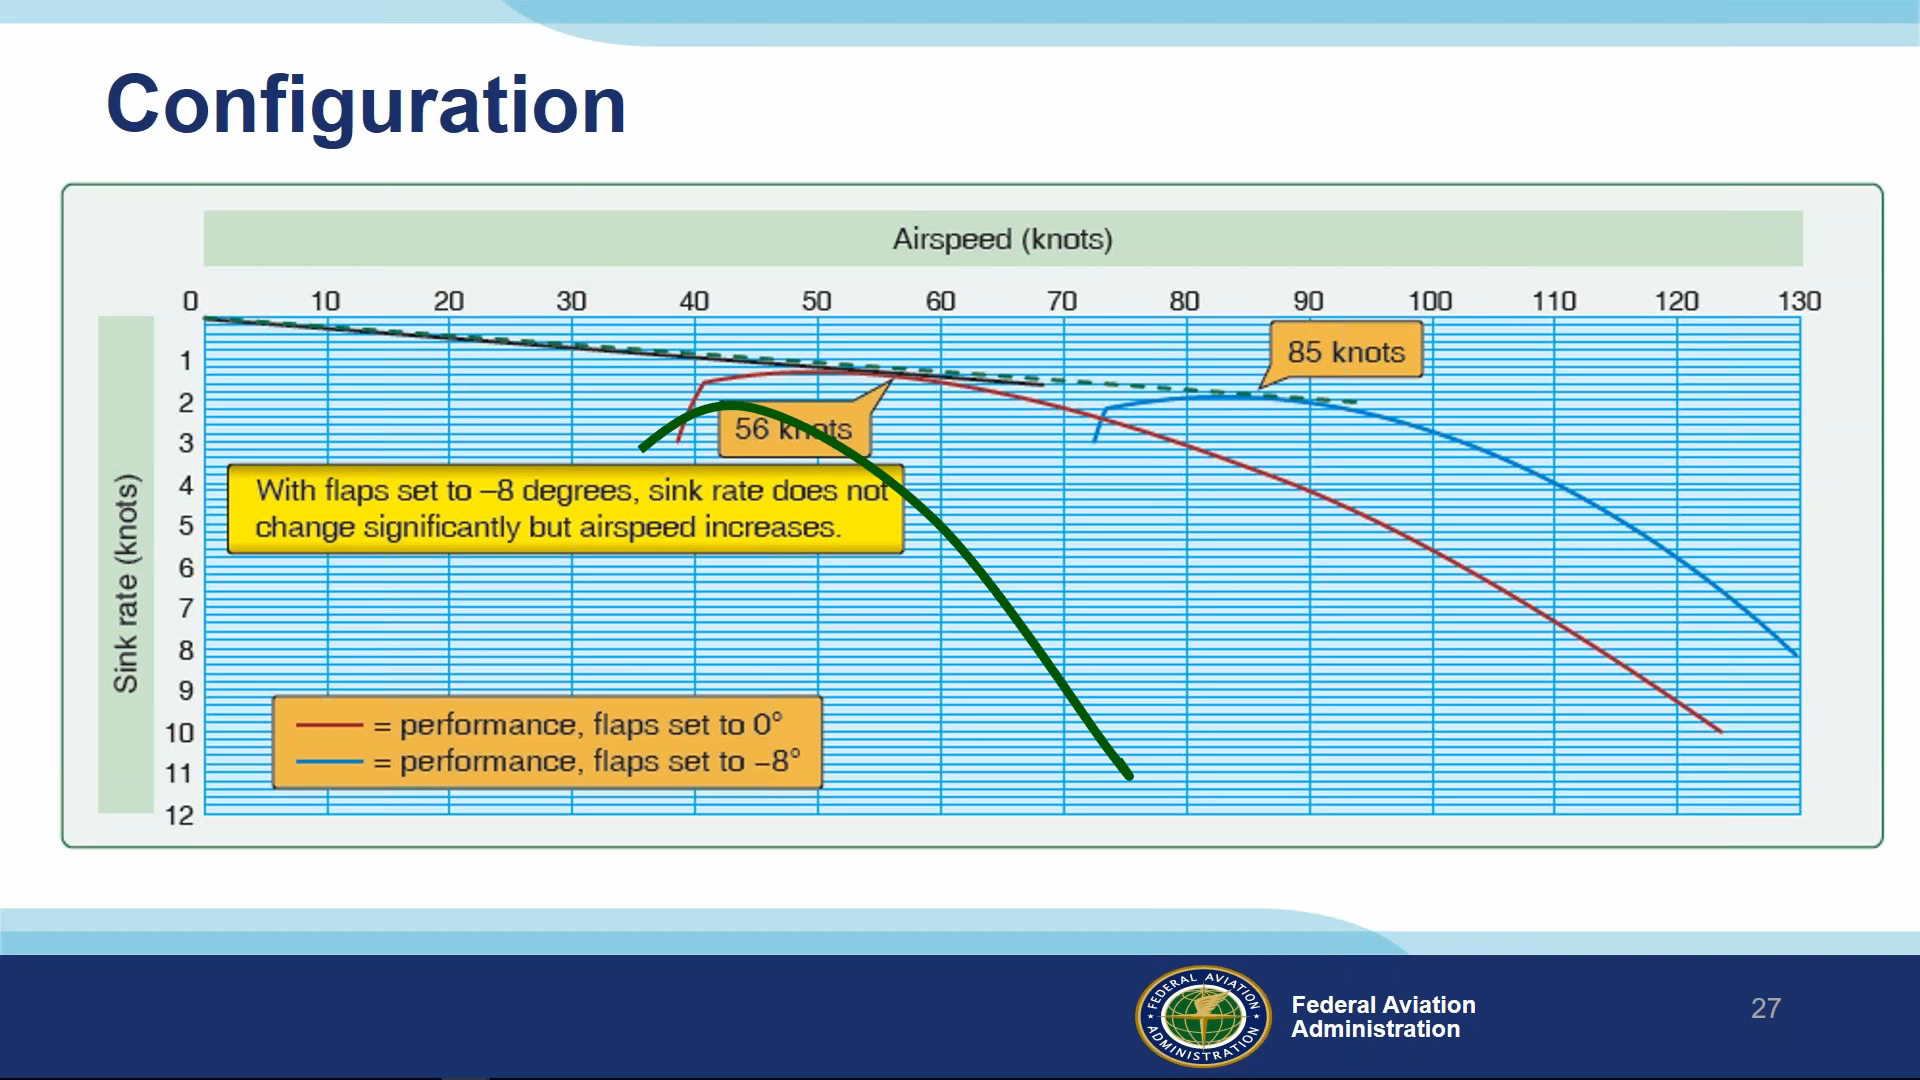 Configuration
Airspeed (knots)
0 10 20 30 40 50 60 70 80 90 100 110 120 130
85 knots
56 knots
1
2
3
4
5
6
7
8
9
10
11
12
Sink rate (knots)
With flaps set to –8 degrees, sink rate does not
change significantly but airspeed increases.
= performance, flaps set to 0°
= performance, flaps set to –8°
FEDERAL AVIATION
ADMINISTRATION
Federal Aviation
Administration
27